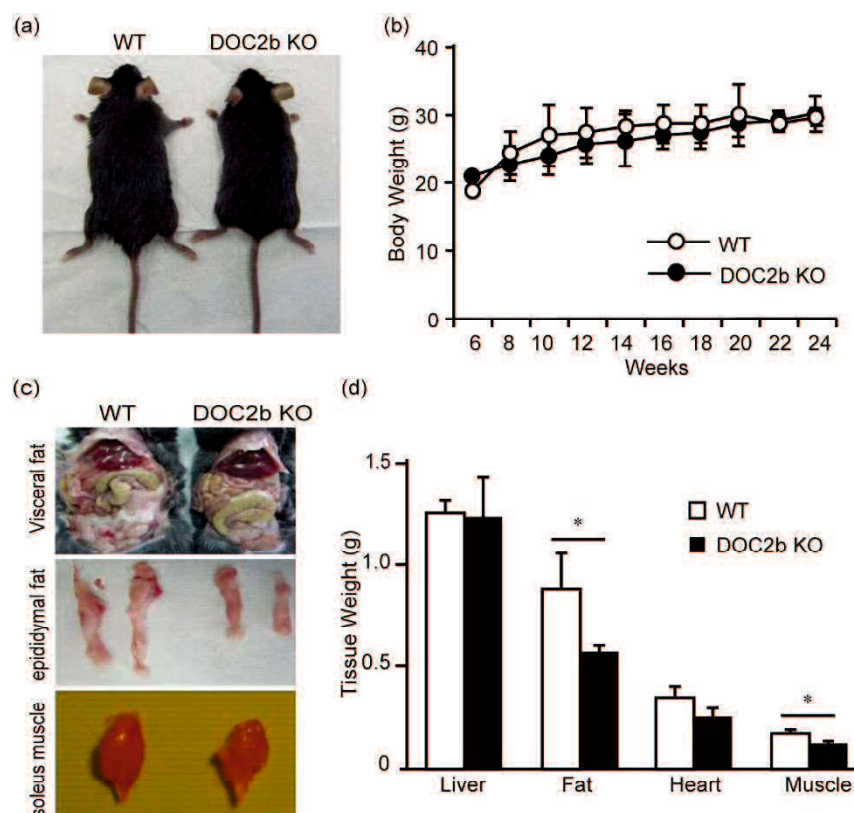 (a)
WT DOC2b KO
(b)
Body Weight (g)
40
30
20
10
0
WT
DOC2b KO
6 8 10 12 14 16 18 20 22 24
Weeks
(c)
WT DOC2b KO
Visceral fat
epididymal fat
soleus muscle
(d)
Tissue Weight (g)
1.5
1.0
0.5
0
WT
DOC2b KO
*
*
Liver Fat Heart Muscle